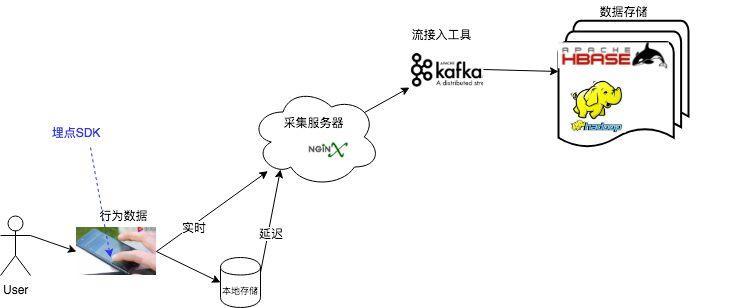 数据存储
流接入工具
APACHE
HBASE
APACHE
kafka
A distributed stre
hadoop
采集服务器
NGINX
埋点SDK
行为数据
实时
延迟
User
本地存储